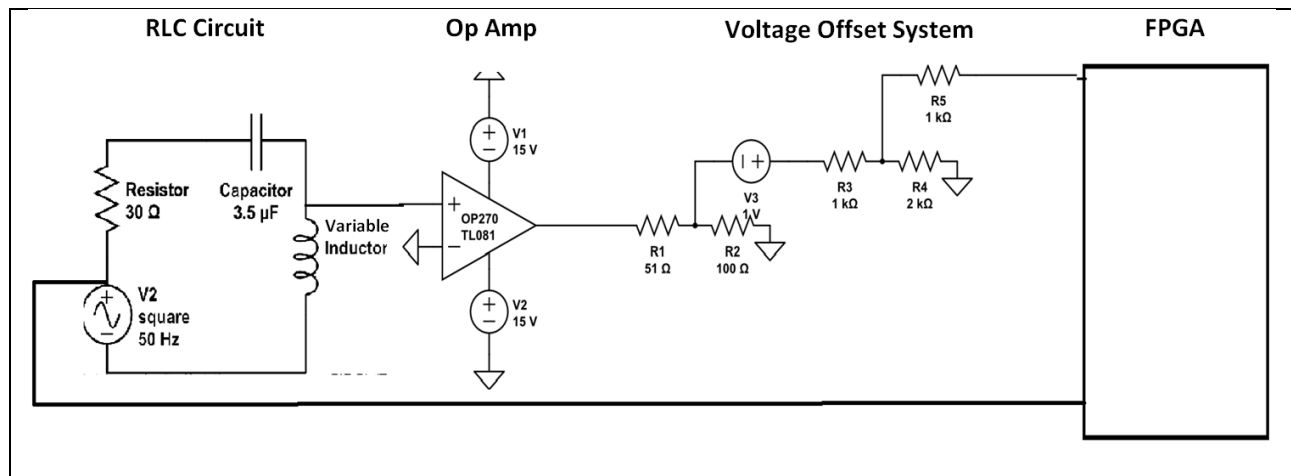 RLC Circuit
Op Amp
Voltage Offset System
FPGA
Resistor
30 Ω
Capacitor
3.5 µF
Variable
Inductor
V2
square
50 Hz
V1
15 V
OP270
TL081
V2
15 V
R1
51 Ω
R2
100 Ω
V3
1 V
R3
1 kΩ
R4
2 kΩ
R5
1 kΩ